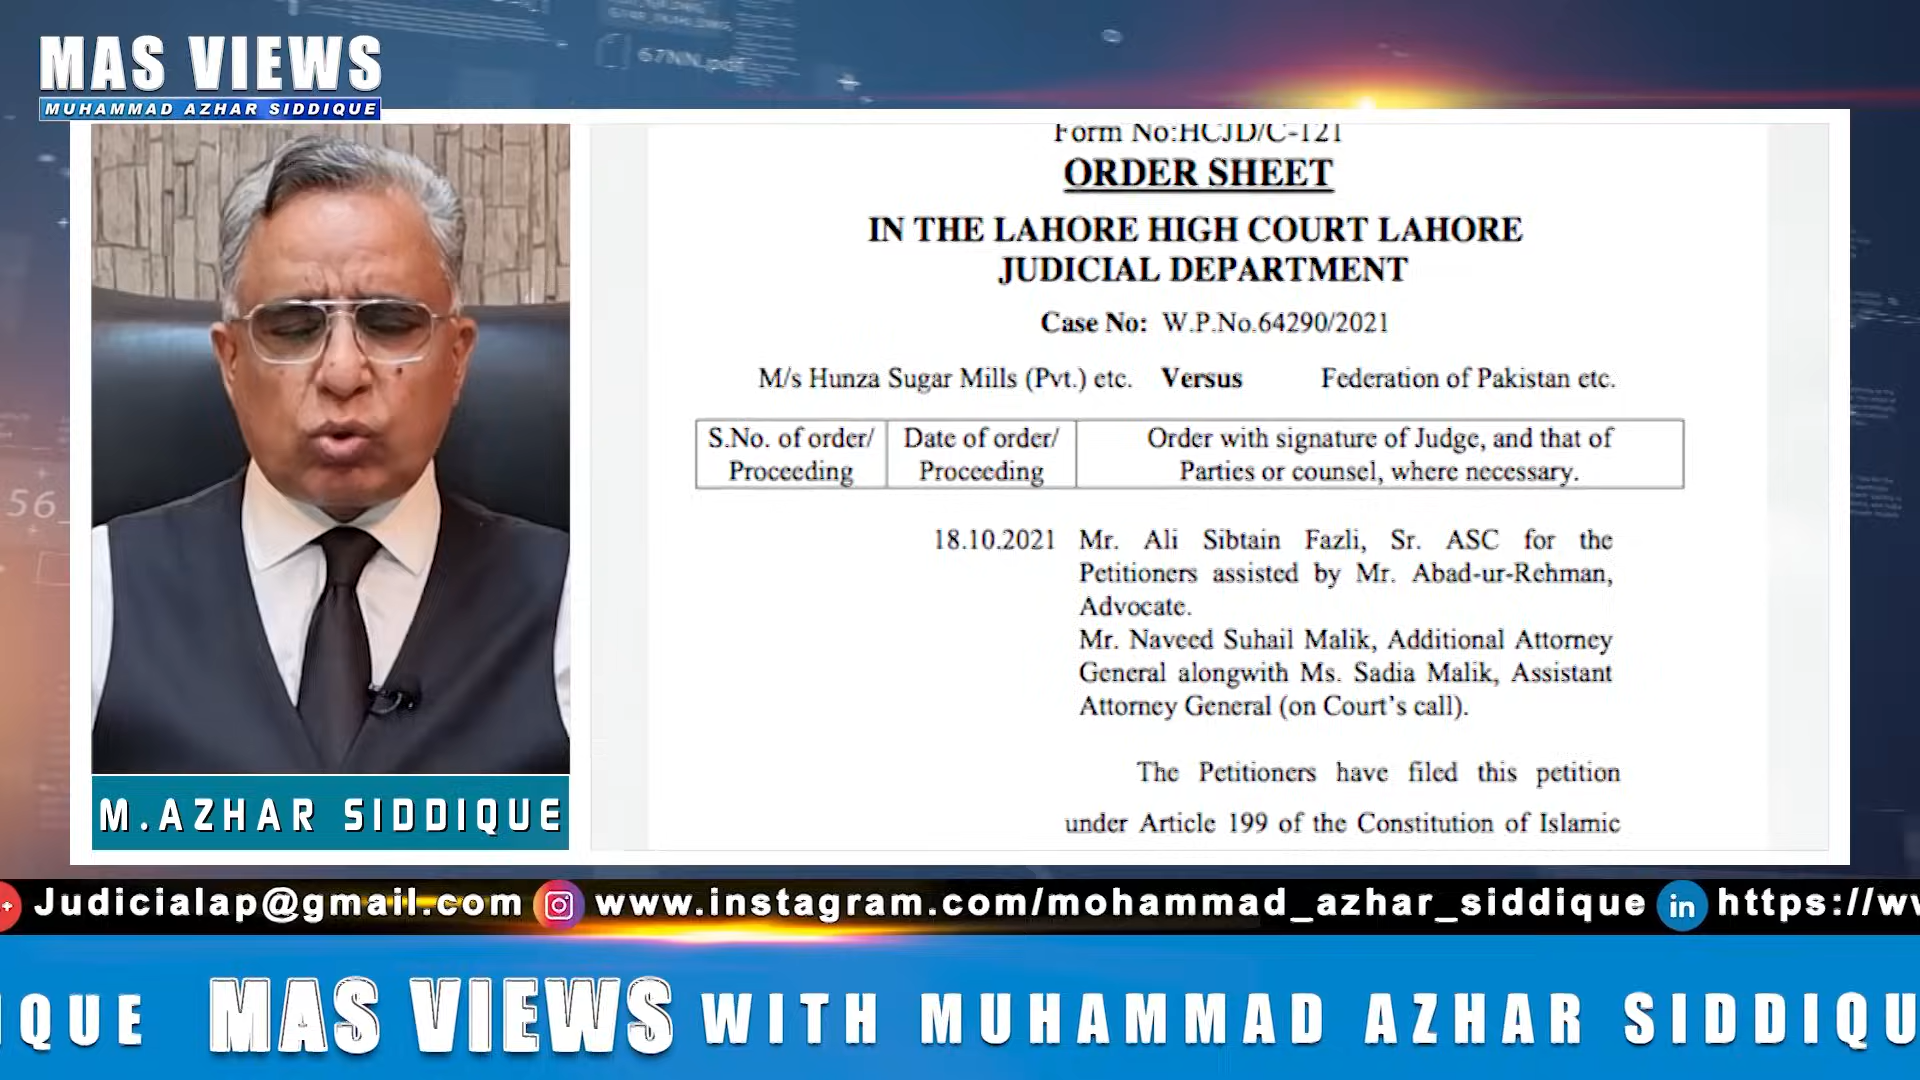 MAS VIEWS
MUHAMMAD AZHAR SIDDIQUE
67NN.pdf
56
Form No:HCJD/C-121
ORDER SHEET
IN THE LAHORE HIGH COURT LAHORE
JUDICIAL DEPARTMENT
Case No: W.P.No.64290/2021
M/s Hunza Sugar Mills (Pvt.) etc. Versus Federation of Pakistan etc.
S.No. of order/
Proceeding
Date of order/
Proceeding
Order with signature of Judge, and that of
Parties or counsel, where necessary.
18.10.2021 Mr. Ali Sibtain Fazli, Sr. ASC for the
Petitioners assisted by Mr. Abad-ur-Rehman,
Advocate.
Mr. Naveed Suhail Malik, Additional Attorney
General alongwith Ms. Sadia Malik, Assistant
Attorney General (on Court's call).
The Petitioners have filed this petition
under Article 199 of the Constitution of Islamic
M.AZHAR SIDDIQUE
Judicialap@gmail.com www.instagram.com/mohammad_azhar_siddique in https://wv
IQUE MAS VIEWS WITH MUHAMMAD AZHAR SIDDIQU